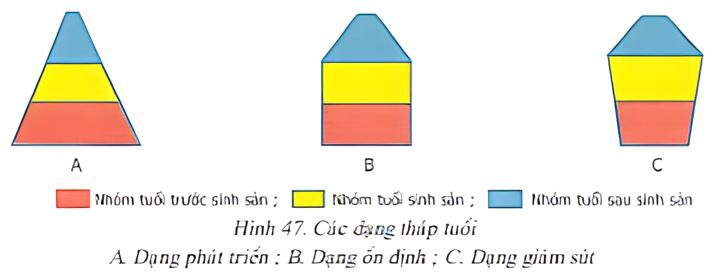 A B C
Nhóm tuổi trước sinh sản ; Nhóm tuổi sinh sản ; Nhóm tuổi sau sinh sản
Hình 47. Các dạng tháp tuổi
A. Dạng phát triển ; B. Dạng ổn định ; C. Dạng giảm sút